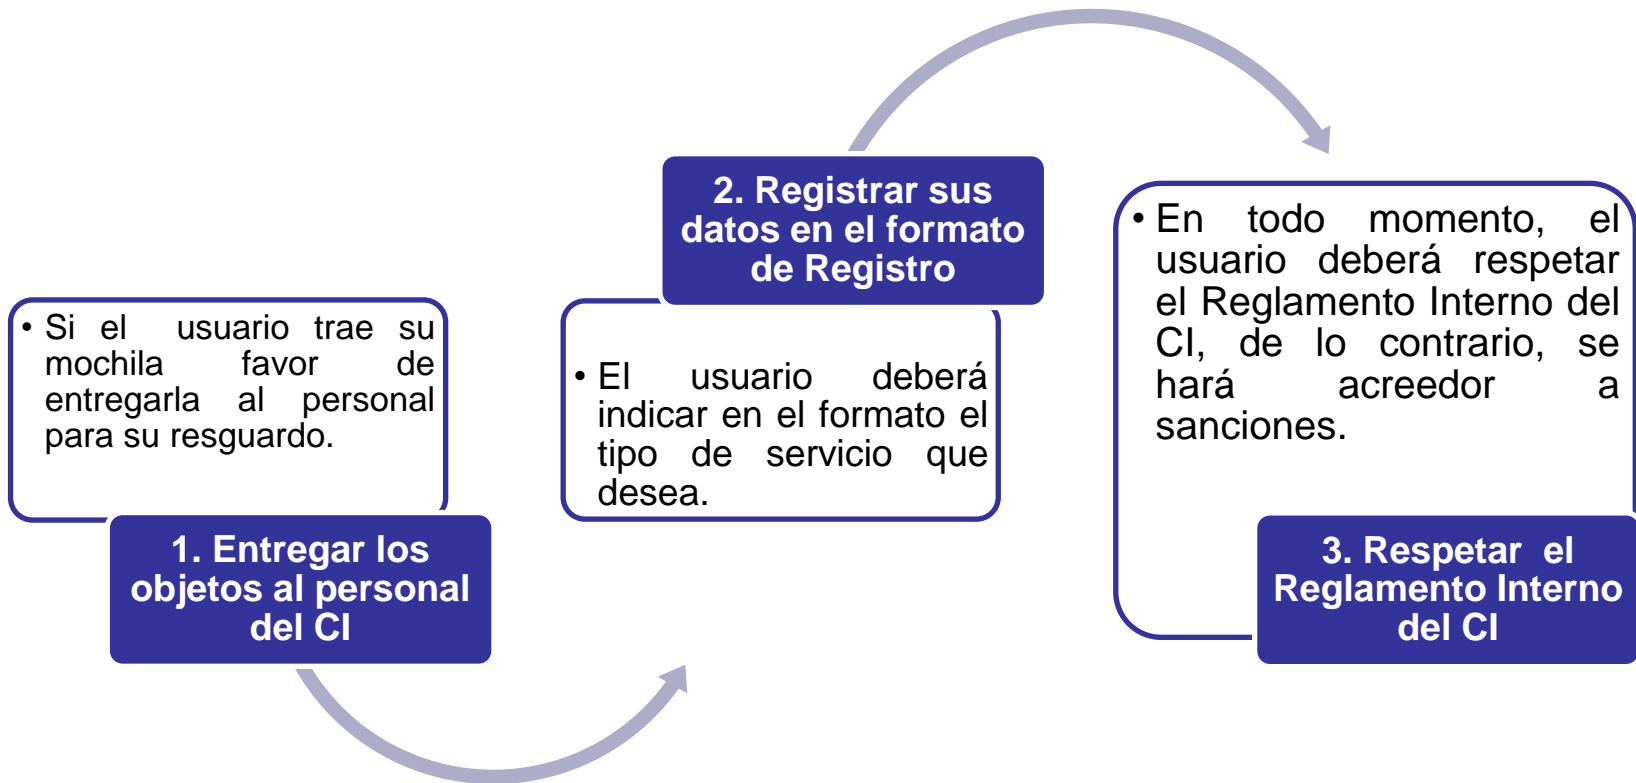 • Si el usuario trae su
mochila favor de
entregarla al personal
para su resguardo.
1. Entregar los
objetos al personal
del CI
2. Registrar sus
datos en el formato
de Registro
• El usuario deberá
indicar en el formato el
tipo de servicio que
desea.
• En todo momento, el
usuario deberá respetar
el Reglamento Interno del
CI, de lo contrario, se
hará acreedor a
sanciones.
3. Respetar el
Reglamento Interno
del CI